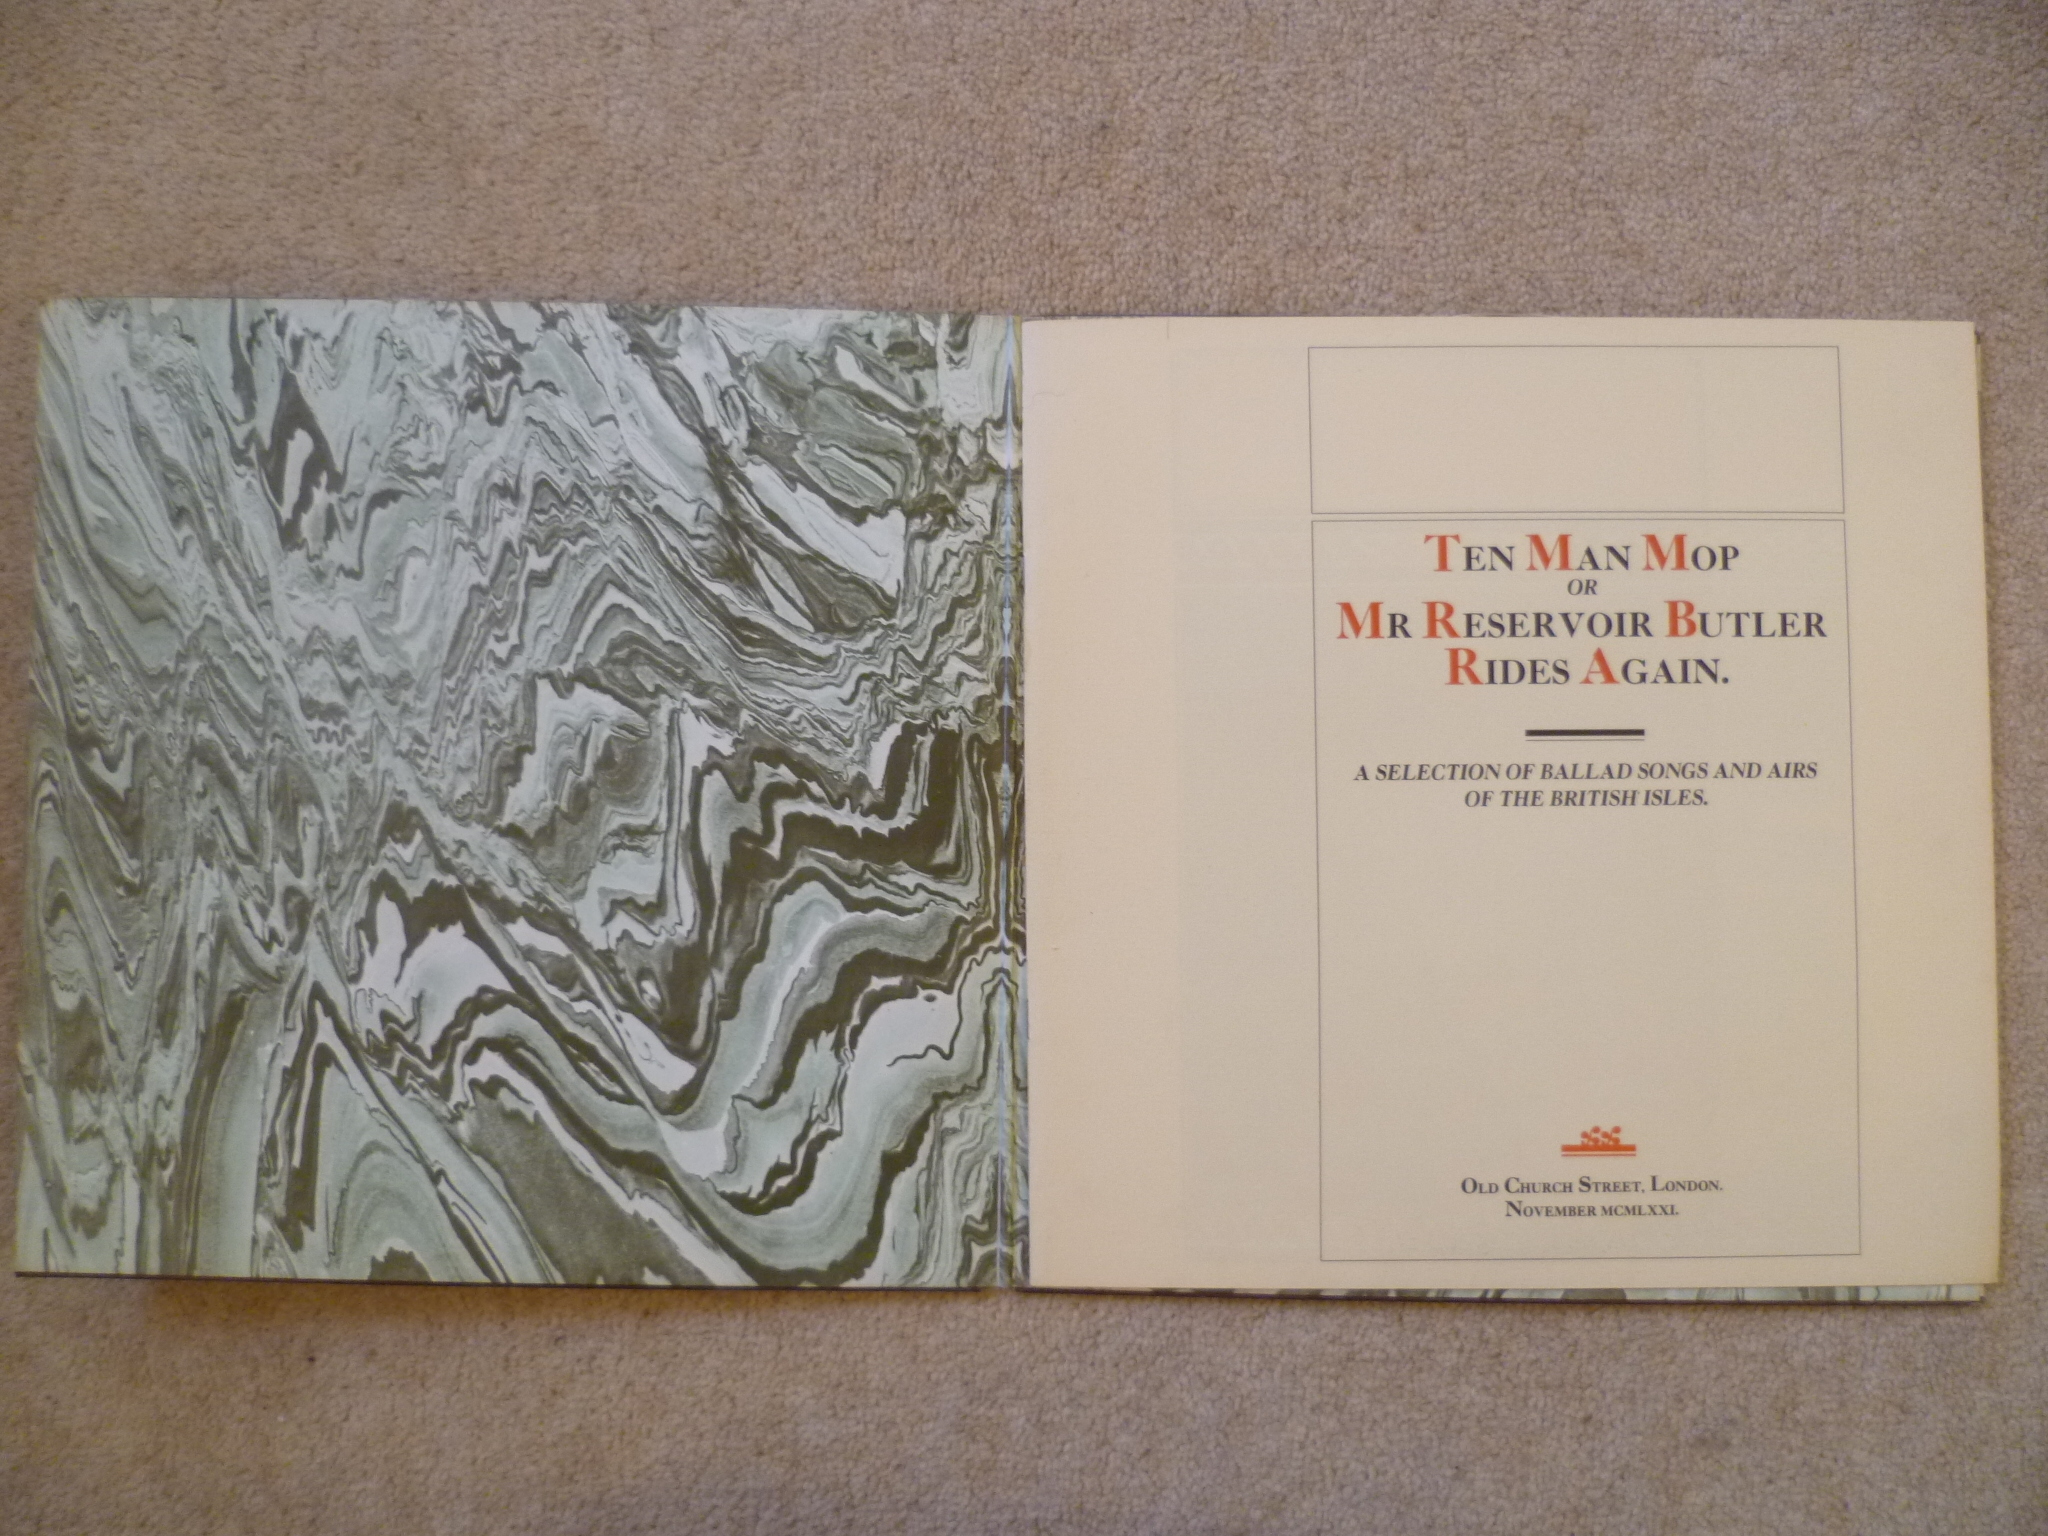 TEN MAN MOP
OR
MR RESERVOIR BUTLER
RIDES AGAIN.
A SELECTION OF BALLAD SONGS AND AIRS
OF THE BRITISH ISLES.
OLD CHURCH STREET, LONDON.
NOVEMBER MCMLXXI.